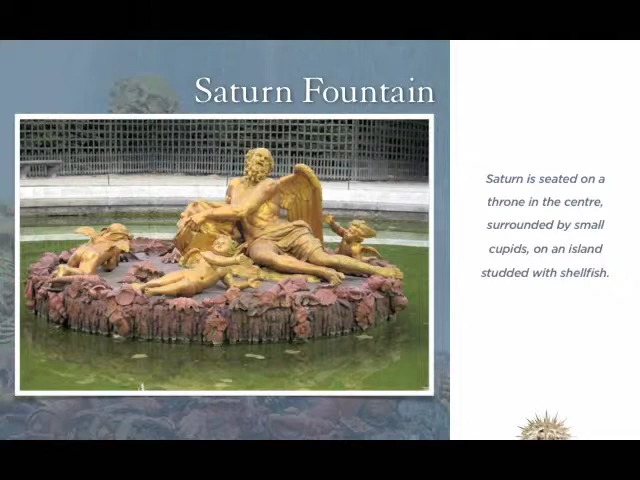 Saturn Fountain
Saturn is seated on a
throne in the centre,
surrounded by small
cupids, on an island
studded with shellfish.